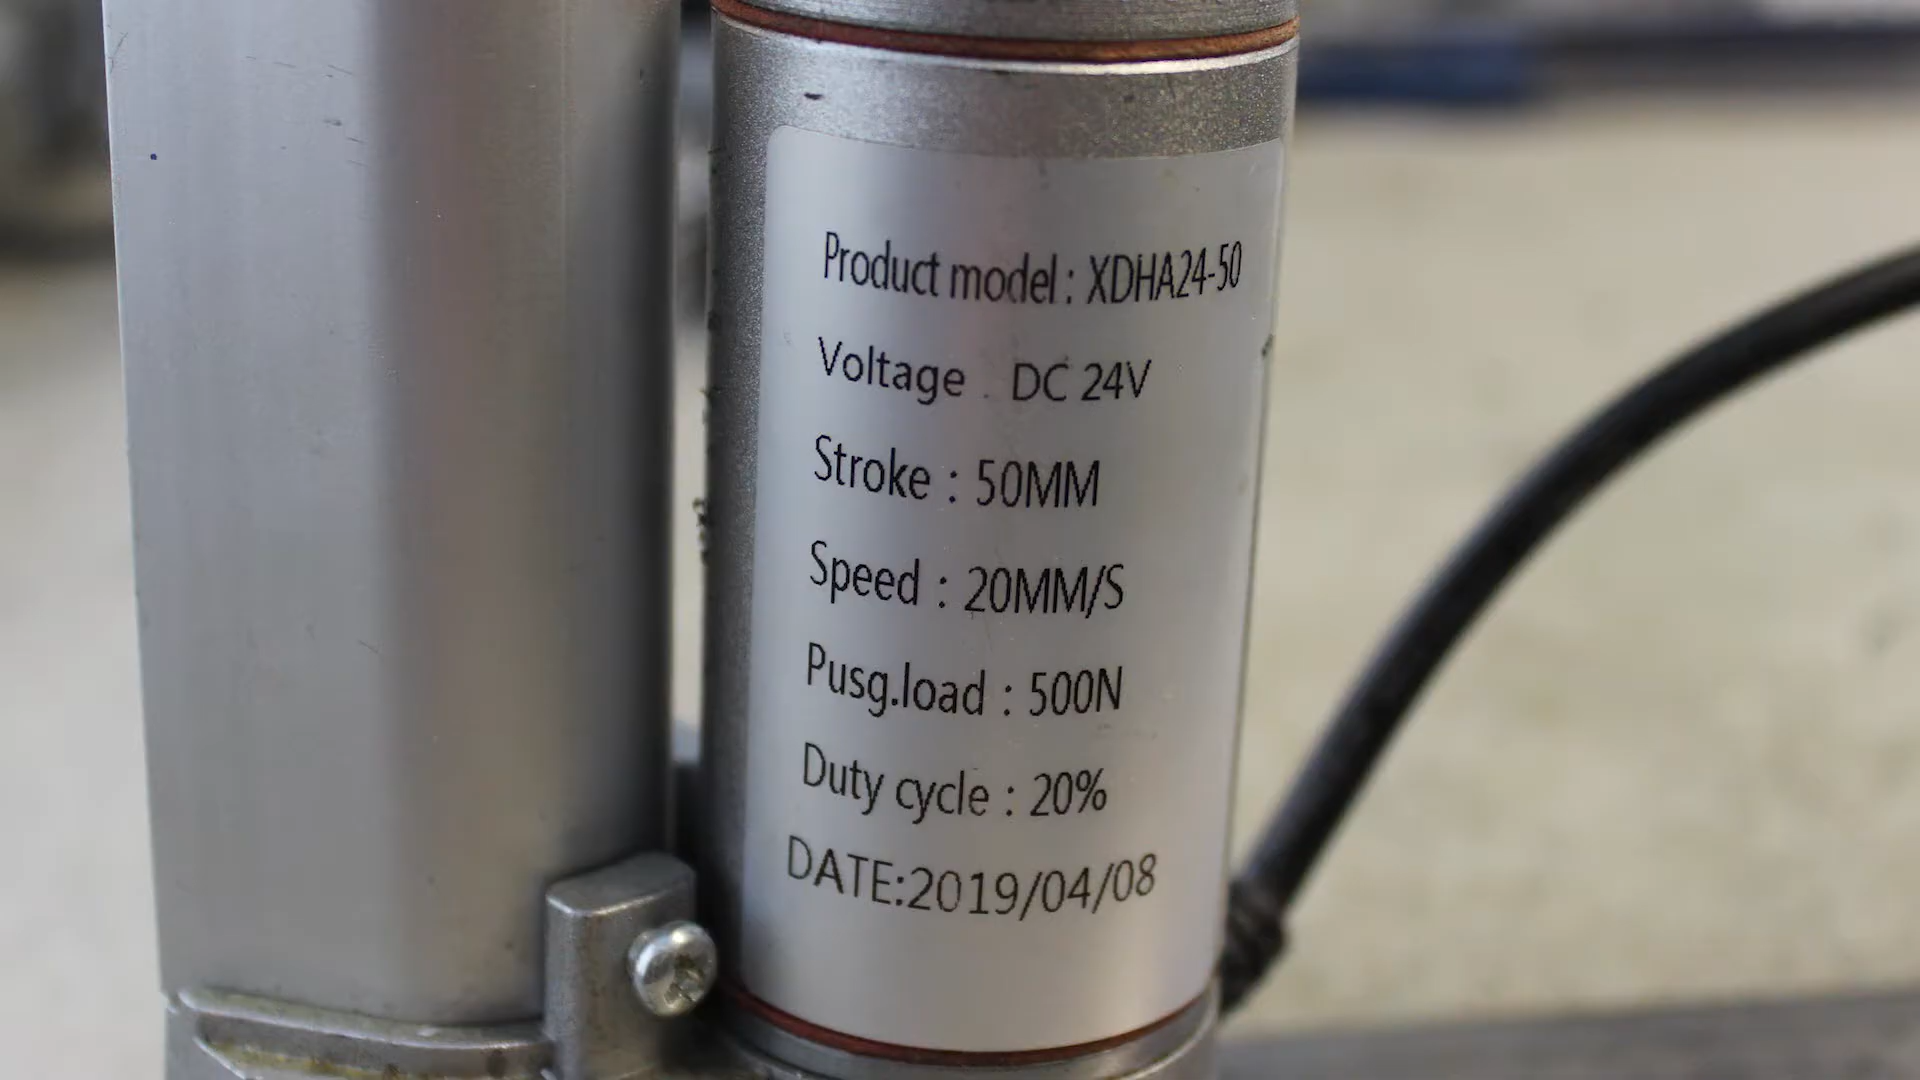 Product model : XDHA24-50
Voltage : DC 24V
Stroke : 50MM
Speed : 20MM/S
Pusg.load : 500N
Duty cycle : 20%
DATE:2019/04/08